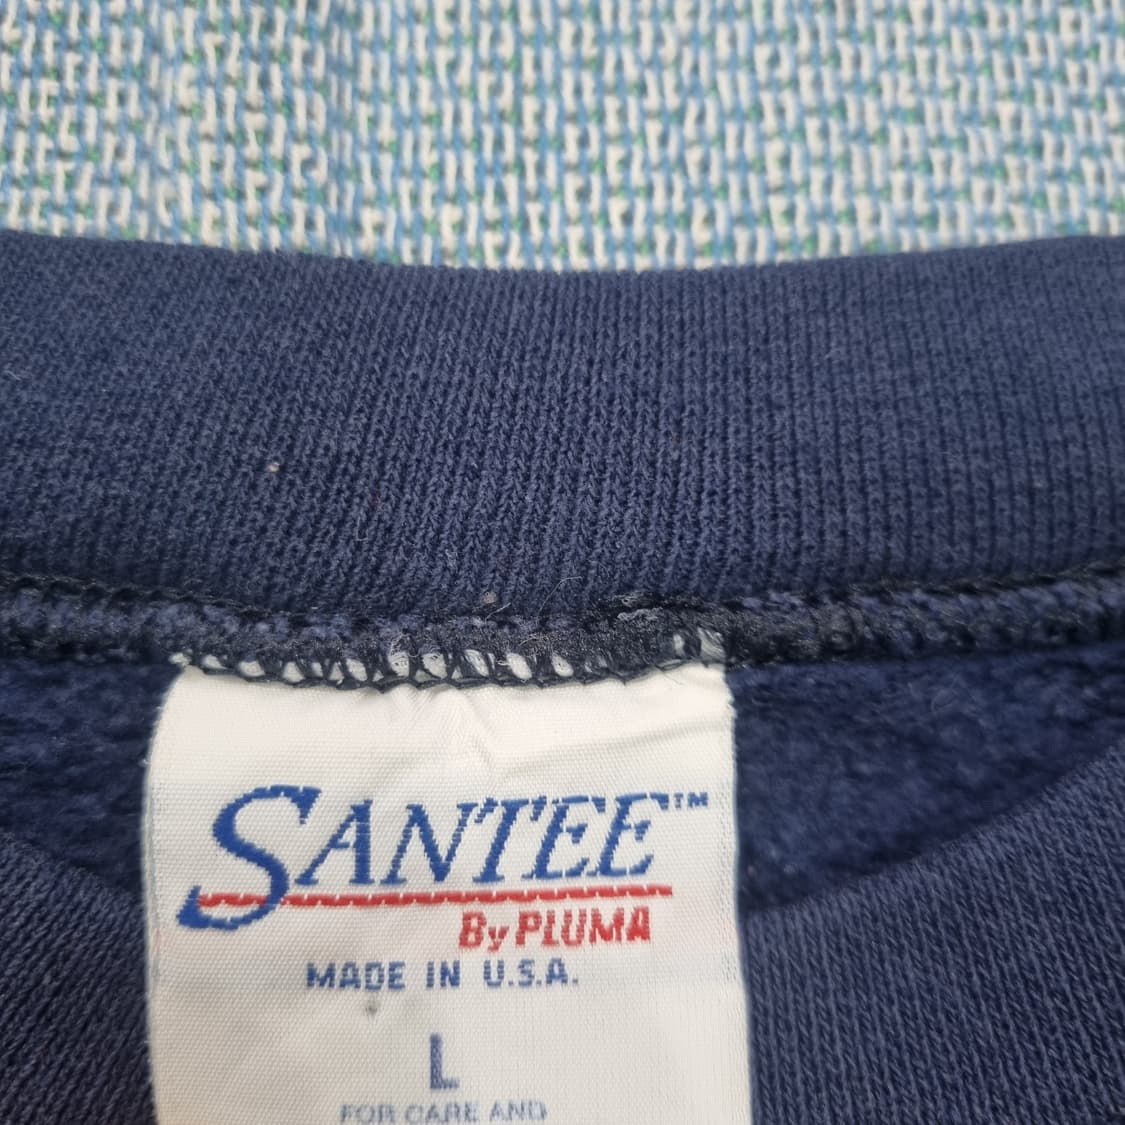 SANTEE™
By PLUMA
MADE IN U.S.A.
L
FOR CARE AND